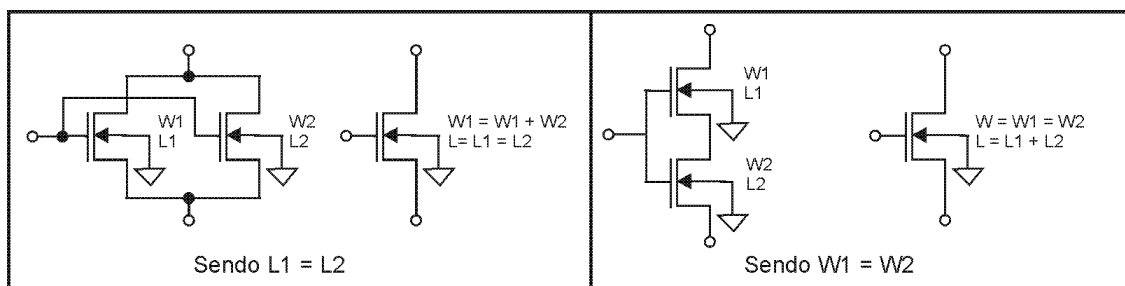 W1
L1
W2
L2
W1 = W1 + W2
L= L1 = L2
Sendo L1 = L2
W1
L1
W2
L2
W = W1 = W2
L = L1 + L2
Sendo W1 = W2